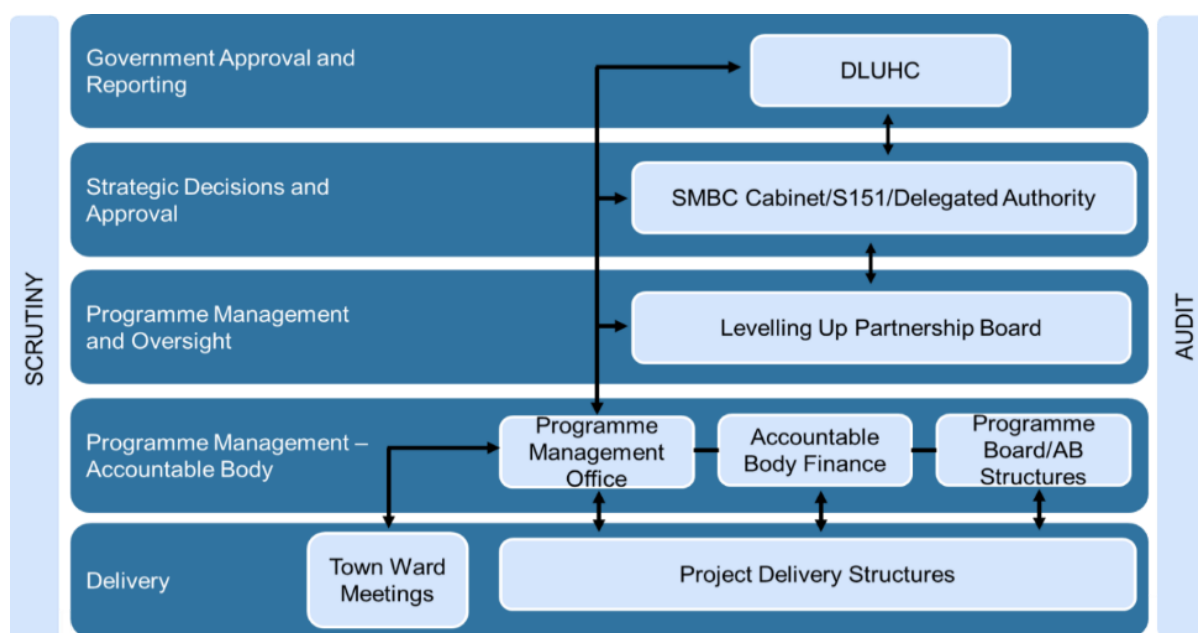 SCRUTINY
Government Approval and
Reporting
DLUHC
Strategic Decisions and
Approval
SMBC Cabinet/S151/Delegated Authority
Programme Management
and Oversight
Levelling Up Partnership Board
Programme Management –
Accountable Body
Programme
Management
Office
Accountable
Body Finance
Programme
Board/AB
Structures
Delivery
Town Ward
Meetings
Project Delivery Structures
AUDIT